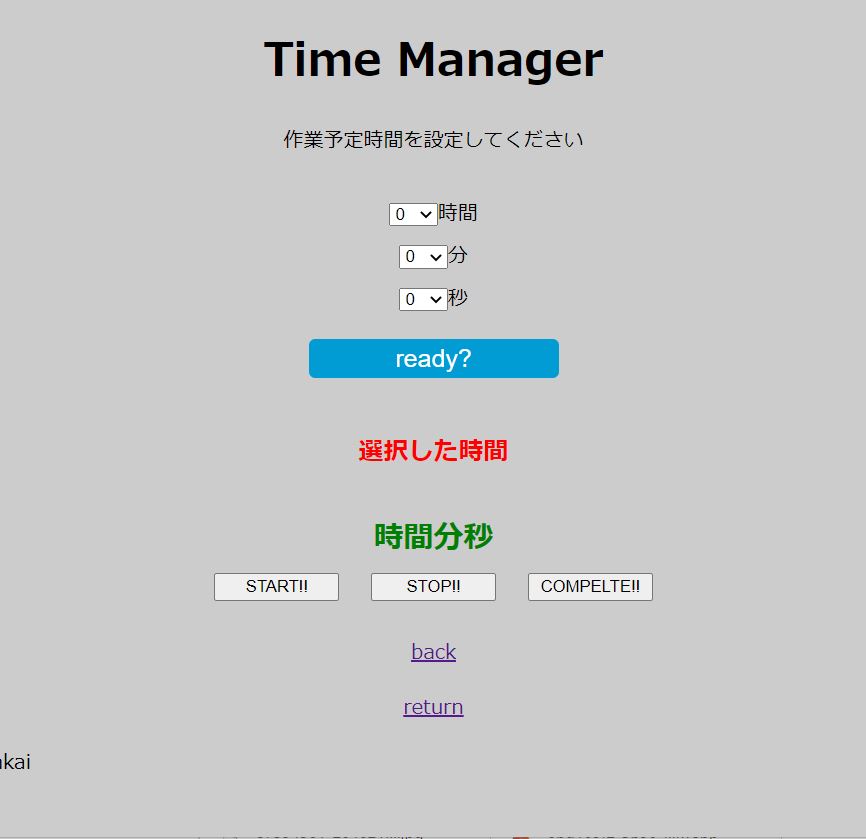 Time Manager
作業予定時間を設定してください
0 時間
0 分
0 秒
ready?
選択した時間
時間分秒
START!! STOP!! COMPELTE!!
back
return
kai